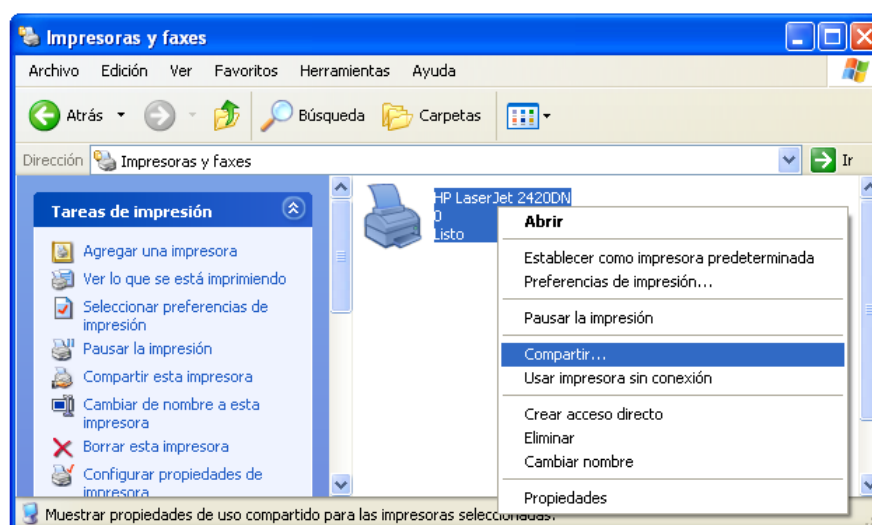 Impresoras y faxes
Archivo Edición Ver Favoritos Herramientas Ayuda
Atrás Búsqueda Carpetas
Dirección Impresoras y faxes Ir
Tareas de impresión
Agregar una impresora
Ver lo que se está imprimiendo
Seleccionar preferencias de
impresión
Pausar la impresión
Compartir esta impresora
Cambiar de nombre a esta
impresora
Borrar esta impresora
Configurar propiedades de
impresora
HP LaserJet 2420DN
0
Listo
Abrir
Establecer como impresora predeterminada
Preferencias de impresión...
Pausar la impresión
Compartir...
Usar impresora sin conexión
Crear acceso directo
Eliminar
Cambiar nombre
Propiedades
Muestrar propiedades de uso compartido para las impresoras seleccionadas.